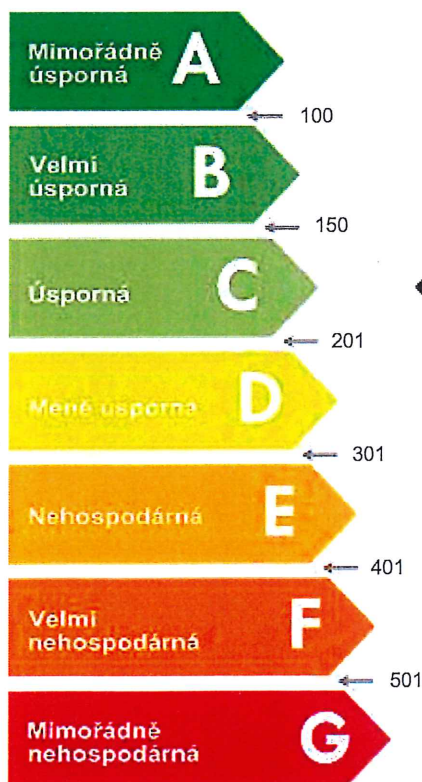 Mimořádně
úsporná
A
100
Velmi
úsporná
B
150
Úsporná
C
201
Méně úsporná
D
301
Nehospodárná
E
401
Velmi
nehospodárná
F
501
Mimořádně
nehospodárná
G